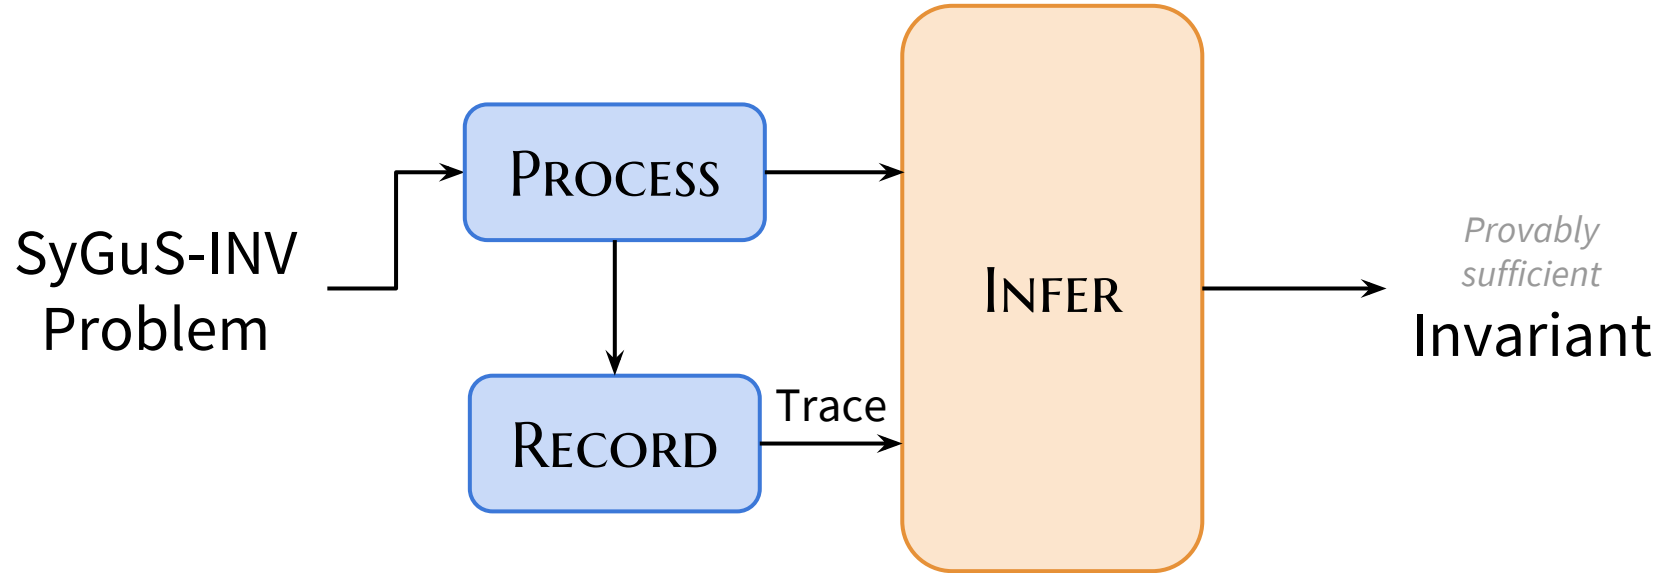 SyGuS-INV
Problem
PROCESS
RECORD
Trace
INFER
Provably
sufficient
Invariant